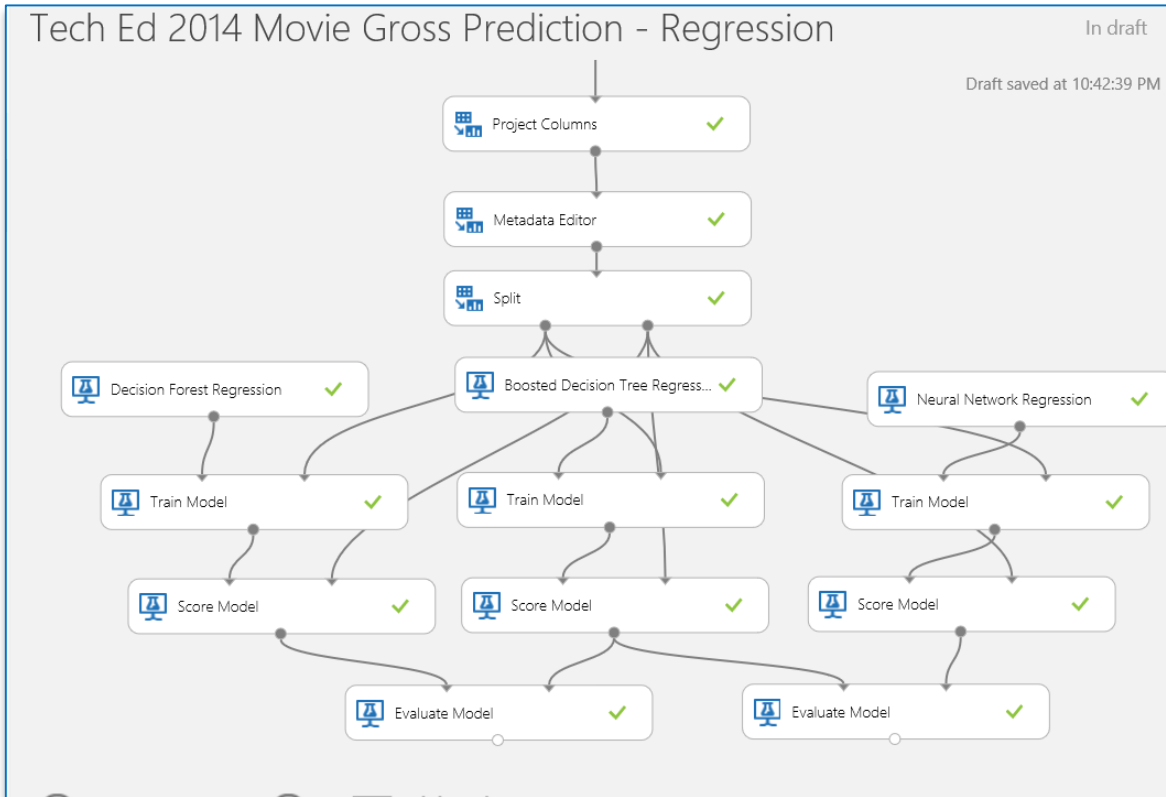 Tech Ed 2014 Movie Gross Prediction - Regression
In draft
Draft saved at 10:42:39 PM
Project Columns
Metadata Editor
Split
Decision Forest Regression
Boosted Decision Tree Regress...
Neural Network Regression
Train Model
Train Model
Train Model
Score Model
Score Model
Score Model
Evaluate Model
Evaluate Model